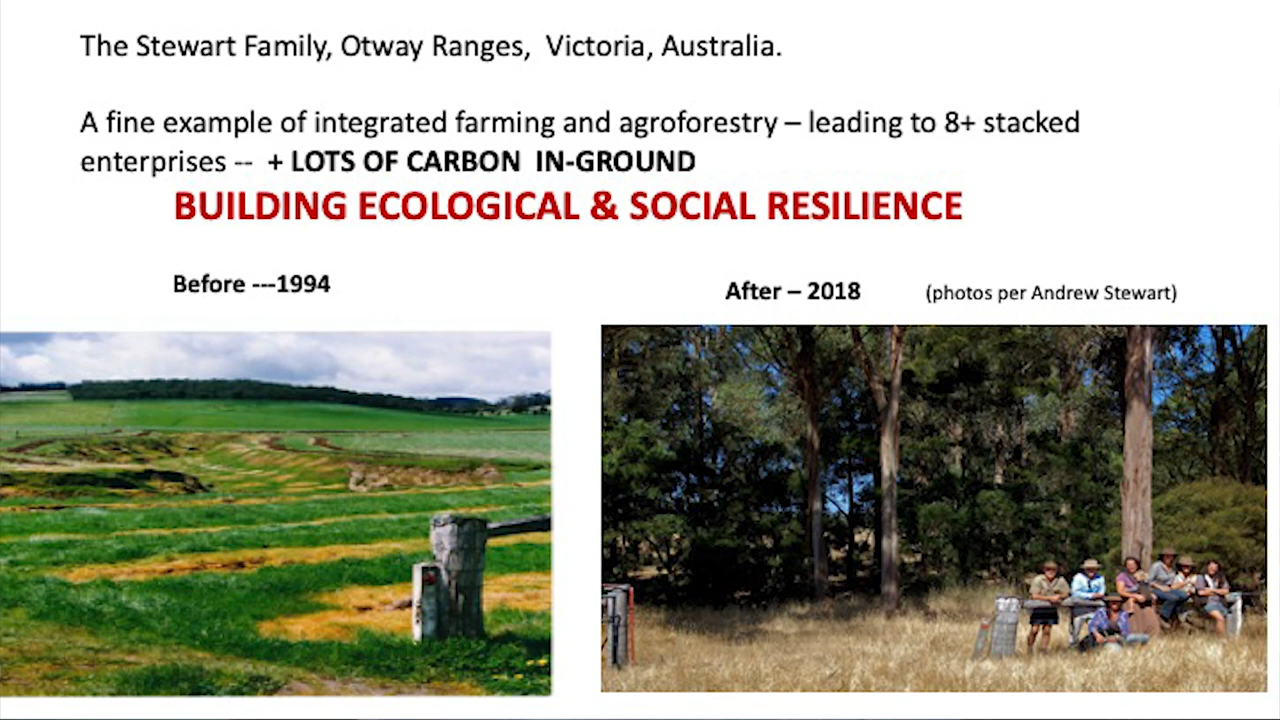 The Stewart Family, Otway Ranges,  Victoria, Australia.
A fine example of integrated farming and agroforestry – leading to 8+ stacked
enterprises --  + LOTS OF CARBON  IN-GROUND
BUILDING ECOLOGICAL & SOCIAL RESILIENCE
Before ---1994
After – 2018
(photos per Andrew Stewart)